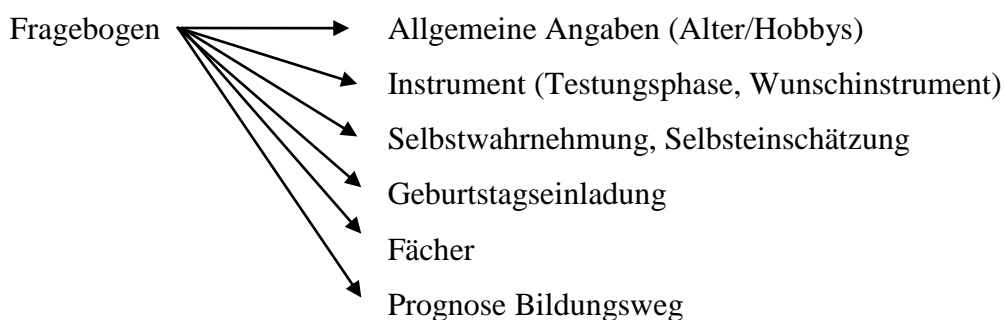 Fragebogen Allgemeine Angaben (Alter/Hobbys)
Instrument (Testungsphase, Wunschinstrument)
Selbstwahrnehmung, Selbsteinschätzung
Geburtstagseinladung
Fächer
Prognose Bildungsweg